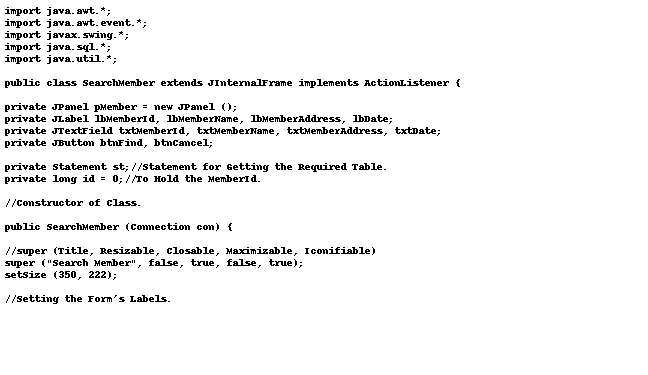 import java.awt.*;
import java.awt.event.*;
import javax.swing.*;
import java.sql.*;
import java.util.*;
public class SearchMember extends JInternalFrame implements ActionListener {
private JPanel pMember = new JPanel ();
private JLabel lbMemberId, lbMemberName, lbMemberAddress, lbDate;
private JTextField txtMemberId, txtMemberName, txtMemberAddress, txtDate;
private JButton btnFind, btnCancel;
private Statement st;//Statement for Getting the Required Table.
private long id = 0;//To Hold the MemberId.
//Constructor of Class.
public SearchMember (Connection con) {
//super (Title, Resizable, Closable, Maximizable, Iconifiable)
super ("Search Member", false, true, false, true);
setSize (350, 222);
//Setting the Form's Labels.